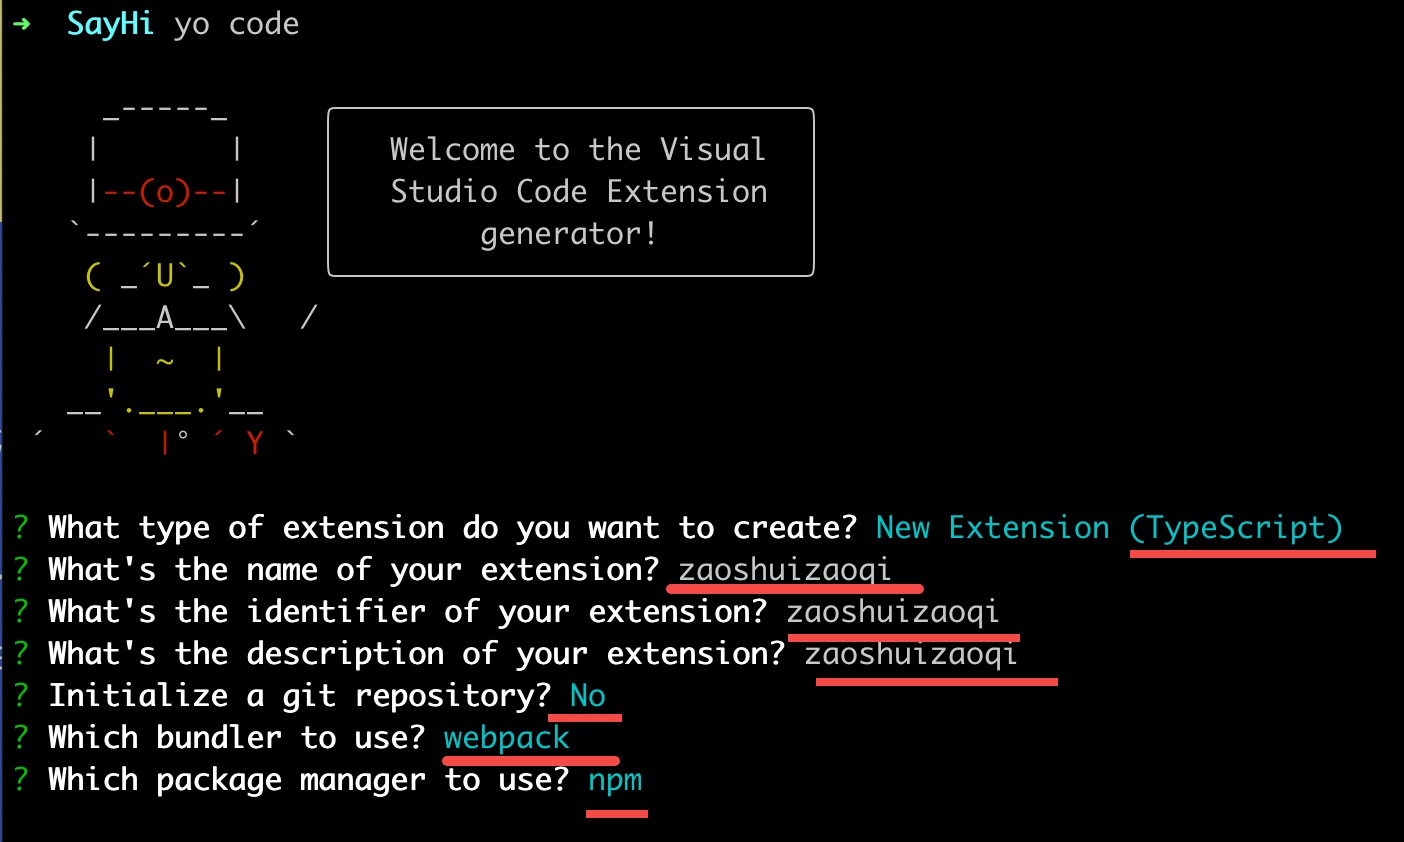 ➜ SayHi yo code
_-----_
| |
|--(o)--|
`---------´
( _´U`_ )
/___A___\ /
| ~ |
__'.___.'__
´ ` |° ´ Y `
Welcome to the Visual
Studio Code Extension
generator!
? What type of extension do you want to create? New Extension (TypeScript)
? What's the name of your extension? zaoshuizaoqi
? What's the identifier of your extension? zaoshuizaoqi
? What's the description of your extension? zaoshuizaoqi
? Initialize a git repository? No
? Which bundler to use? webpack
? Which package manager to use? npm